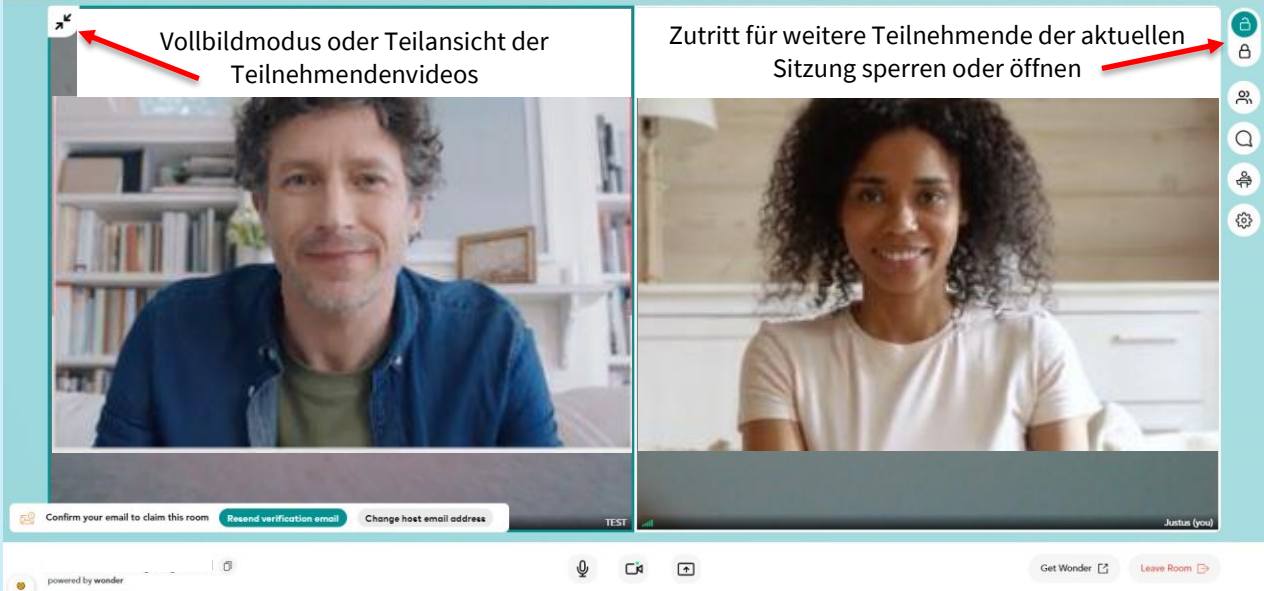 Vollbildmodus oder Teilansicht der
Teilnehmendenvideos
Zutritt für weitere Teilnehmende der aktuellen
Sitzung sperren oder öffnen
Confirm your email to claim this room
Resend verification email
Change host email address
TEST
Justus (you)
powered by wonder
Get Wonder
Leave Room